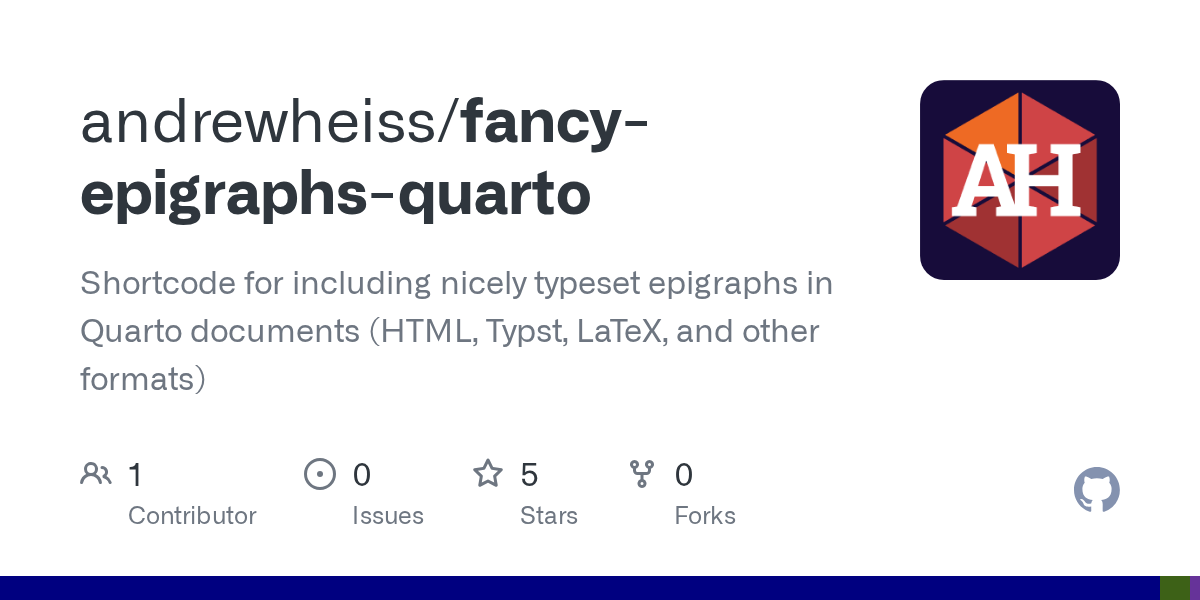 andrewheiss/fancy-
epigraphs-quarto
AH
Shortcode for including nicely typeset epigraphs in
Quarto documents (HTML, Typst, LaTeX, and other
formats)
1
Contributor
0
Issues
5
Stars
0
Forks